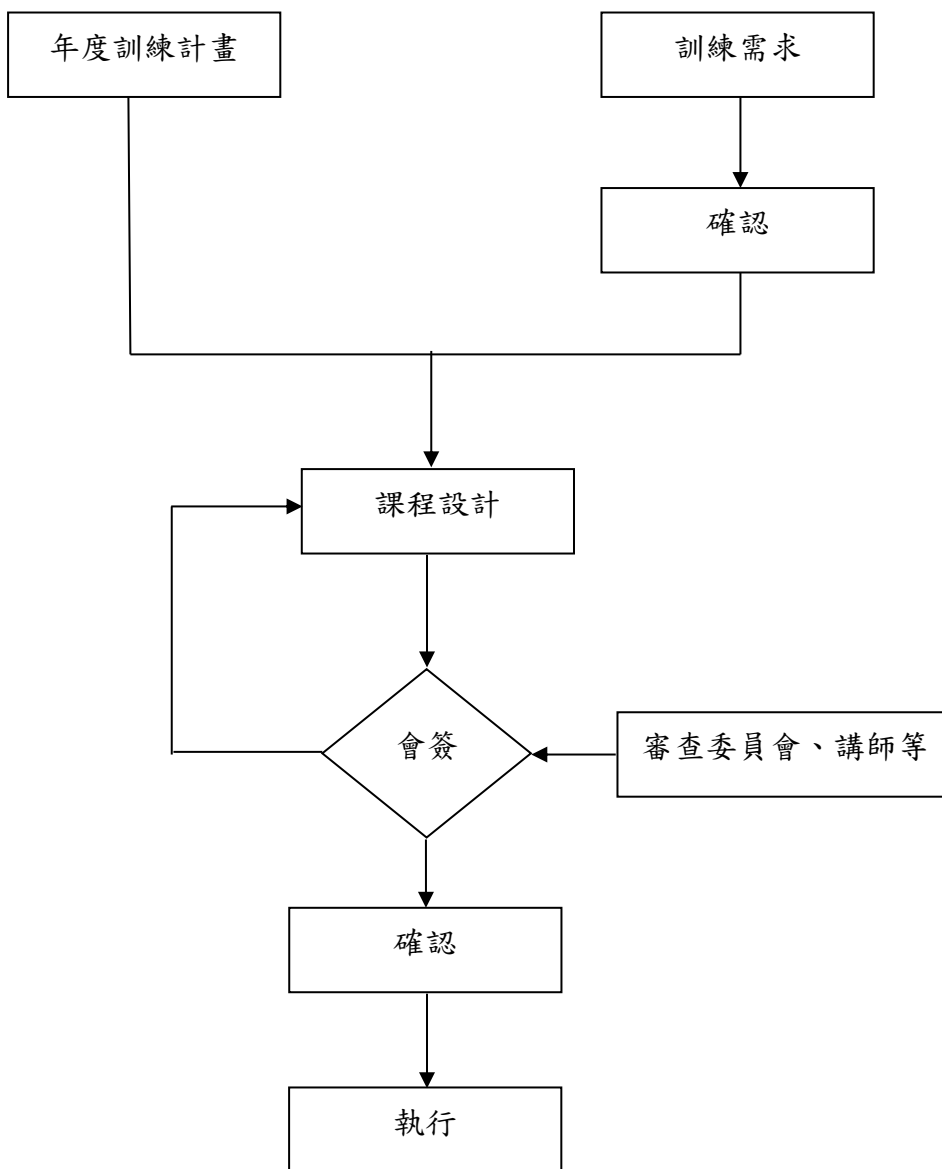 年度訓練計畫
訓練需求
確認
課程設計
會簽
審查委員會、講師等
確認
執行